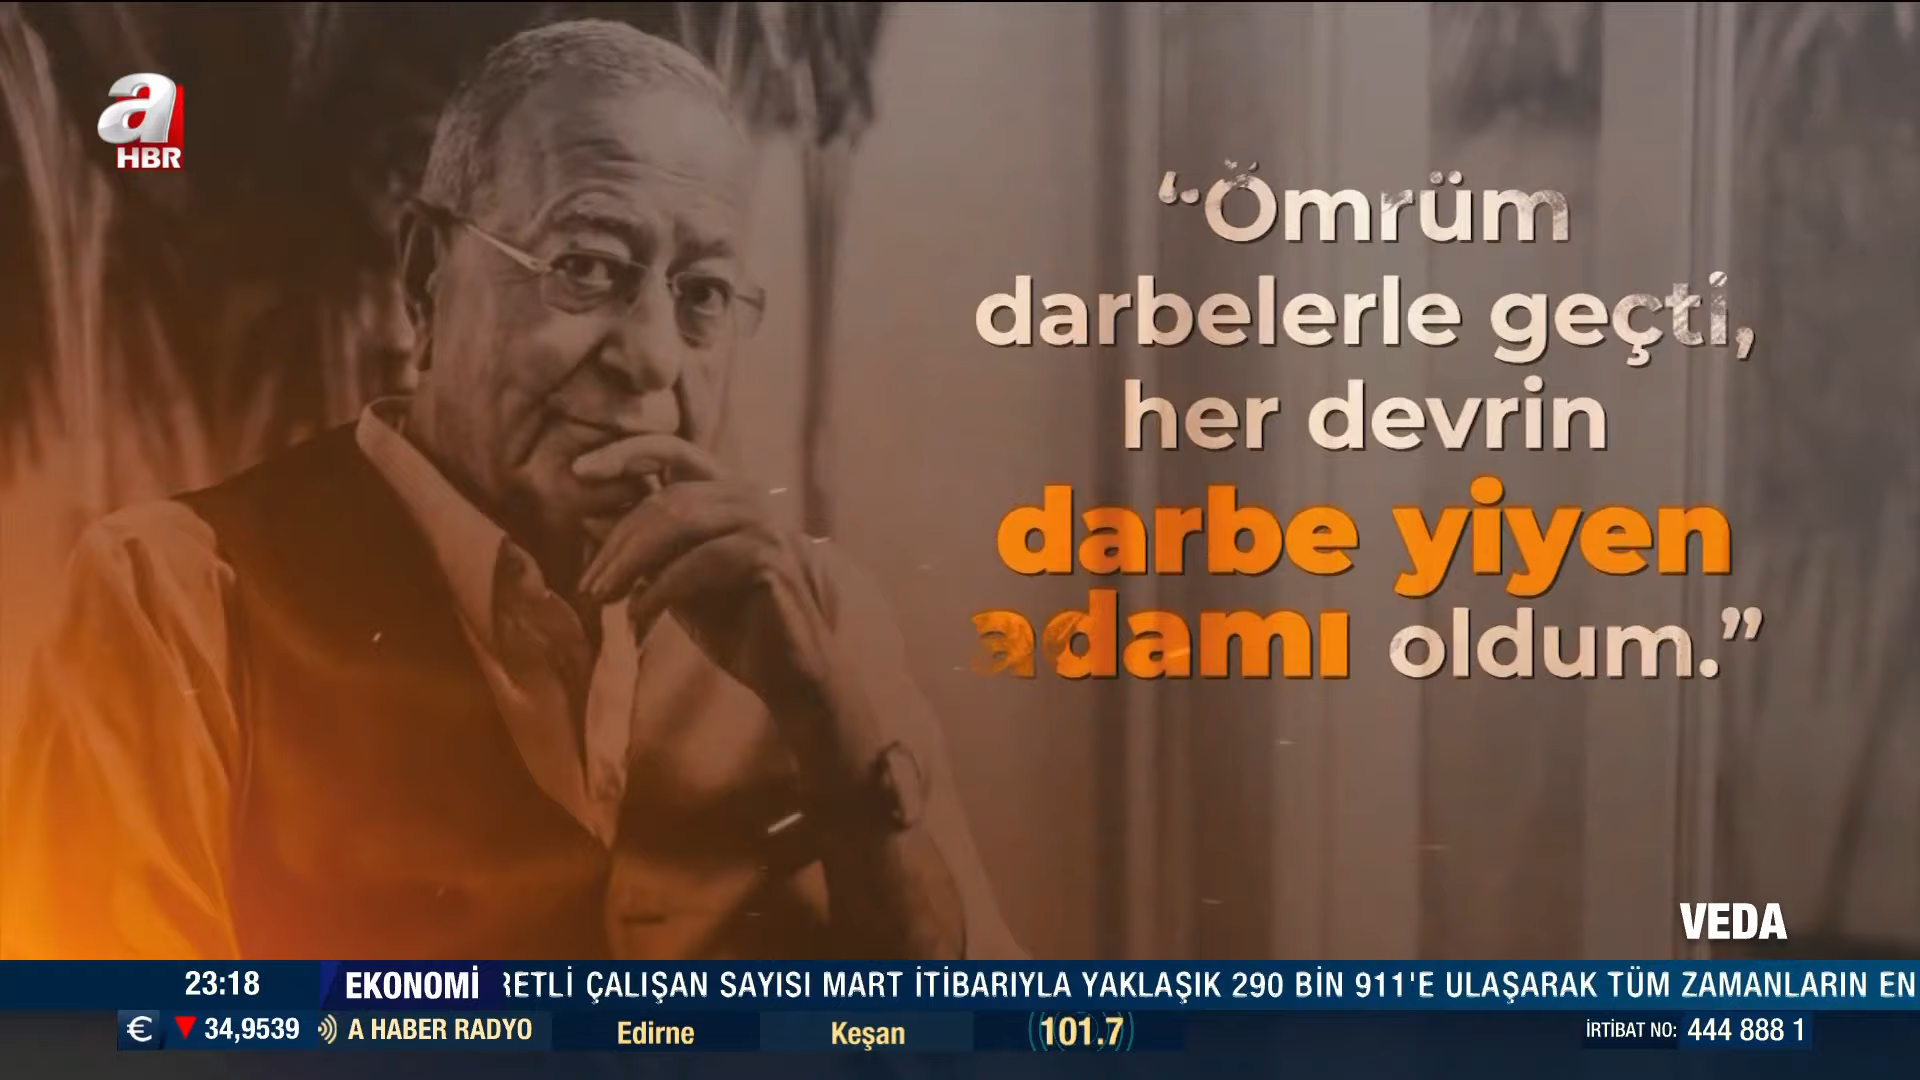 a
HBR
“Ömrüm
darbelerle geçti,
her devrin
darbe yiyen
adamı oldum.”
VEDA
23:18 EKONOMİ RETLİ ÇALIŞAN SAYISI MART İTİBARIYLA YAKLAŞIK 290 BİN 911'E ULAŞARAK TÜM ZAMANLARIN EN
€ 34,9539 A HABER RADYO Edirne Keşan 101.7 İRTİBAT NO: 444 888 1